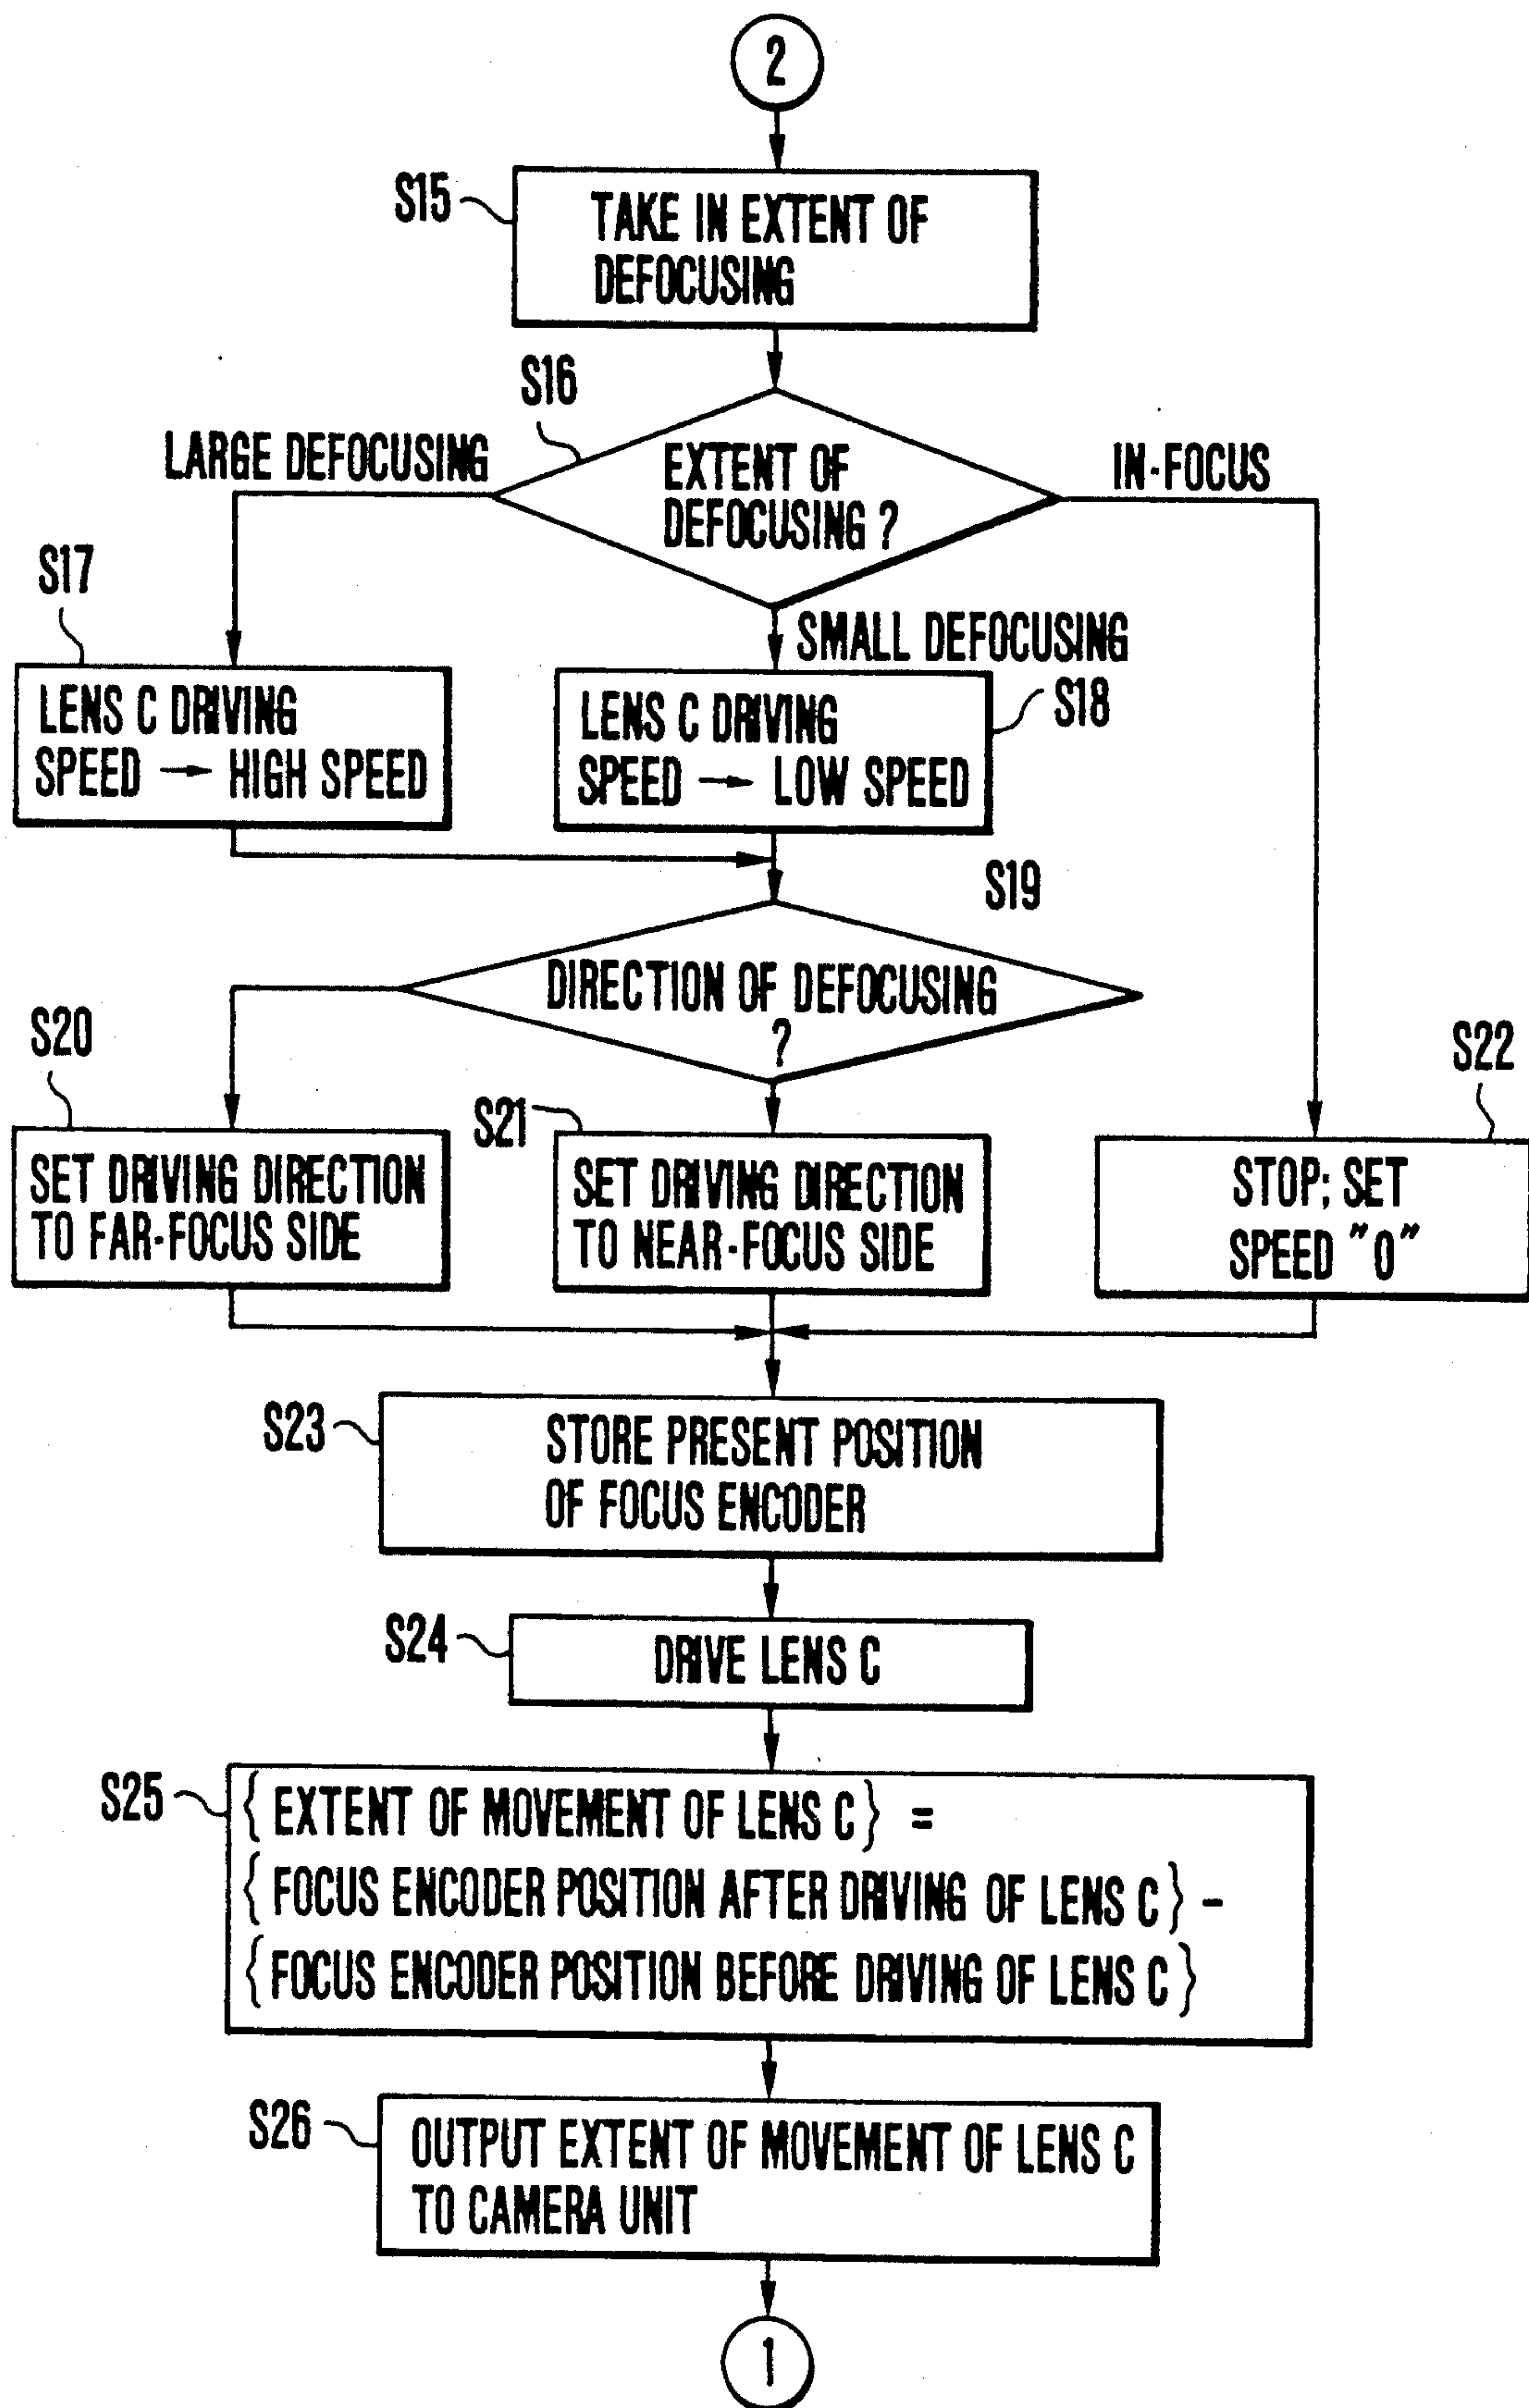 2
S15
TAKE IN EXTENT OF
DEFOCUSING
S16
LARGE DEFOCUSING
EXTENT OF
DEFOCUSING ?
IN-FOCUS
S17
SMALL DEFOCUSING
LENS C DRIVING
SPEED → HIGH SPEED
LENS C DRIVING
SPEED → LOW SPEED
S18
S19
DIRECTION OF DEFOCUSING
?
S20
S21
S22
SET DRIVING DIRECTION
TO FAR-FOCUS SIDE
SET DRIVING DIRECTION
TO NEAR-FOCUS SIDE
STOP; SET
SPEED "0"
S23
STORE PRESENT POSITION
OF FOCUS ENCODER
S24
DRIVE LENS C
S25
{ EXTENT OF MOVEMENT OF LENS C } =
{ FOCUS ENCODER POSITION AFTER DRIVING OF LENS C } -
{ FOCUS ENCODER POSITION BEFORE DRIVING OF LENS C }
S26
OUTPUT EXTENT OF MOVEMENT OF LENS C
TO CAMERA UNIT
1